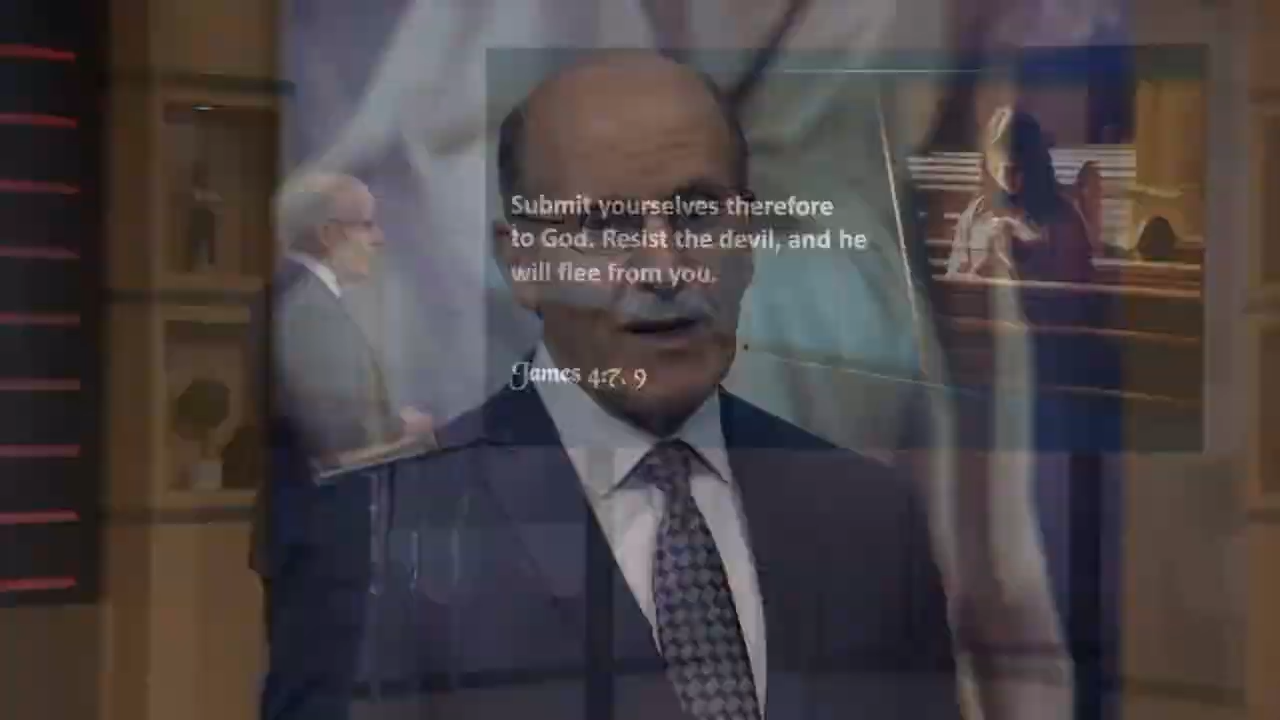 Submit yourselves therefore
to God. Resist the devil, and he
will flee from you.
James 4:7, 9